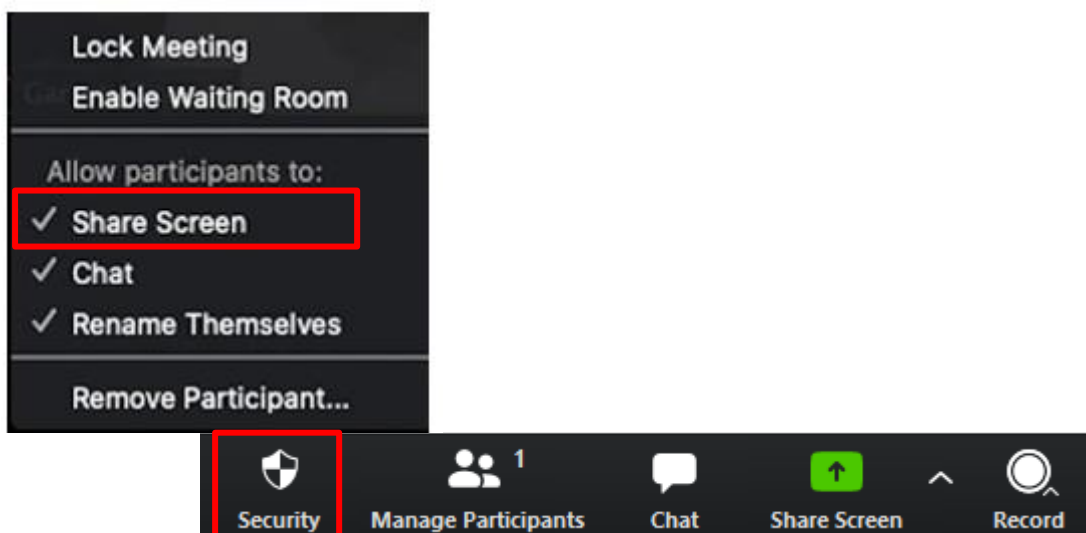 Lock Meeting
Enable Waiting Room
Allow participants to:
✓ Share Screen
✓ Chat
✓ Rename Themselves
Remove Participant...
1
Security Manage Participants Chat Share Screen Record